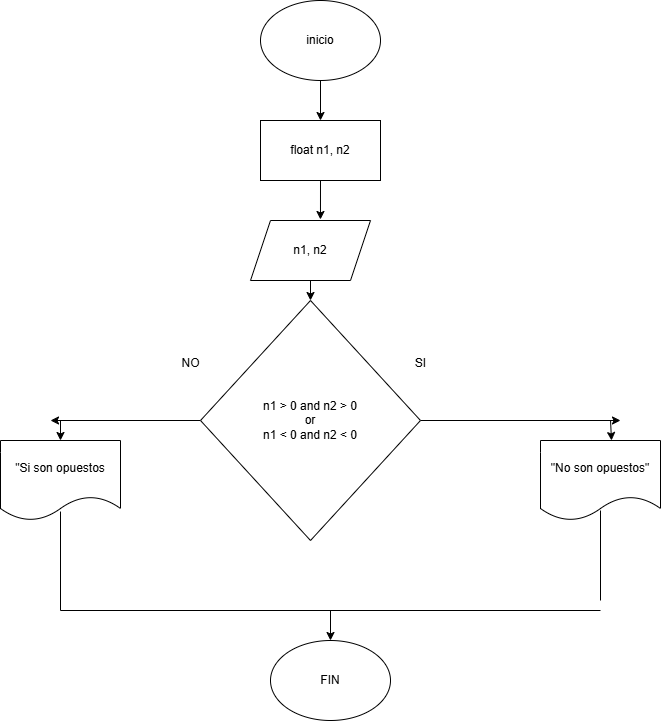 inicio
float n1, n2
n1, n2
NO
SI
n1 > 0 and n2 > 0
or
n1 < 0 and n2 < 0
"Si son opuestos
"No son opuestos"
FIN